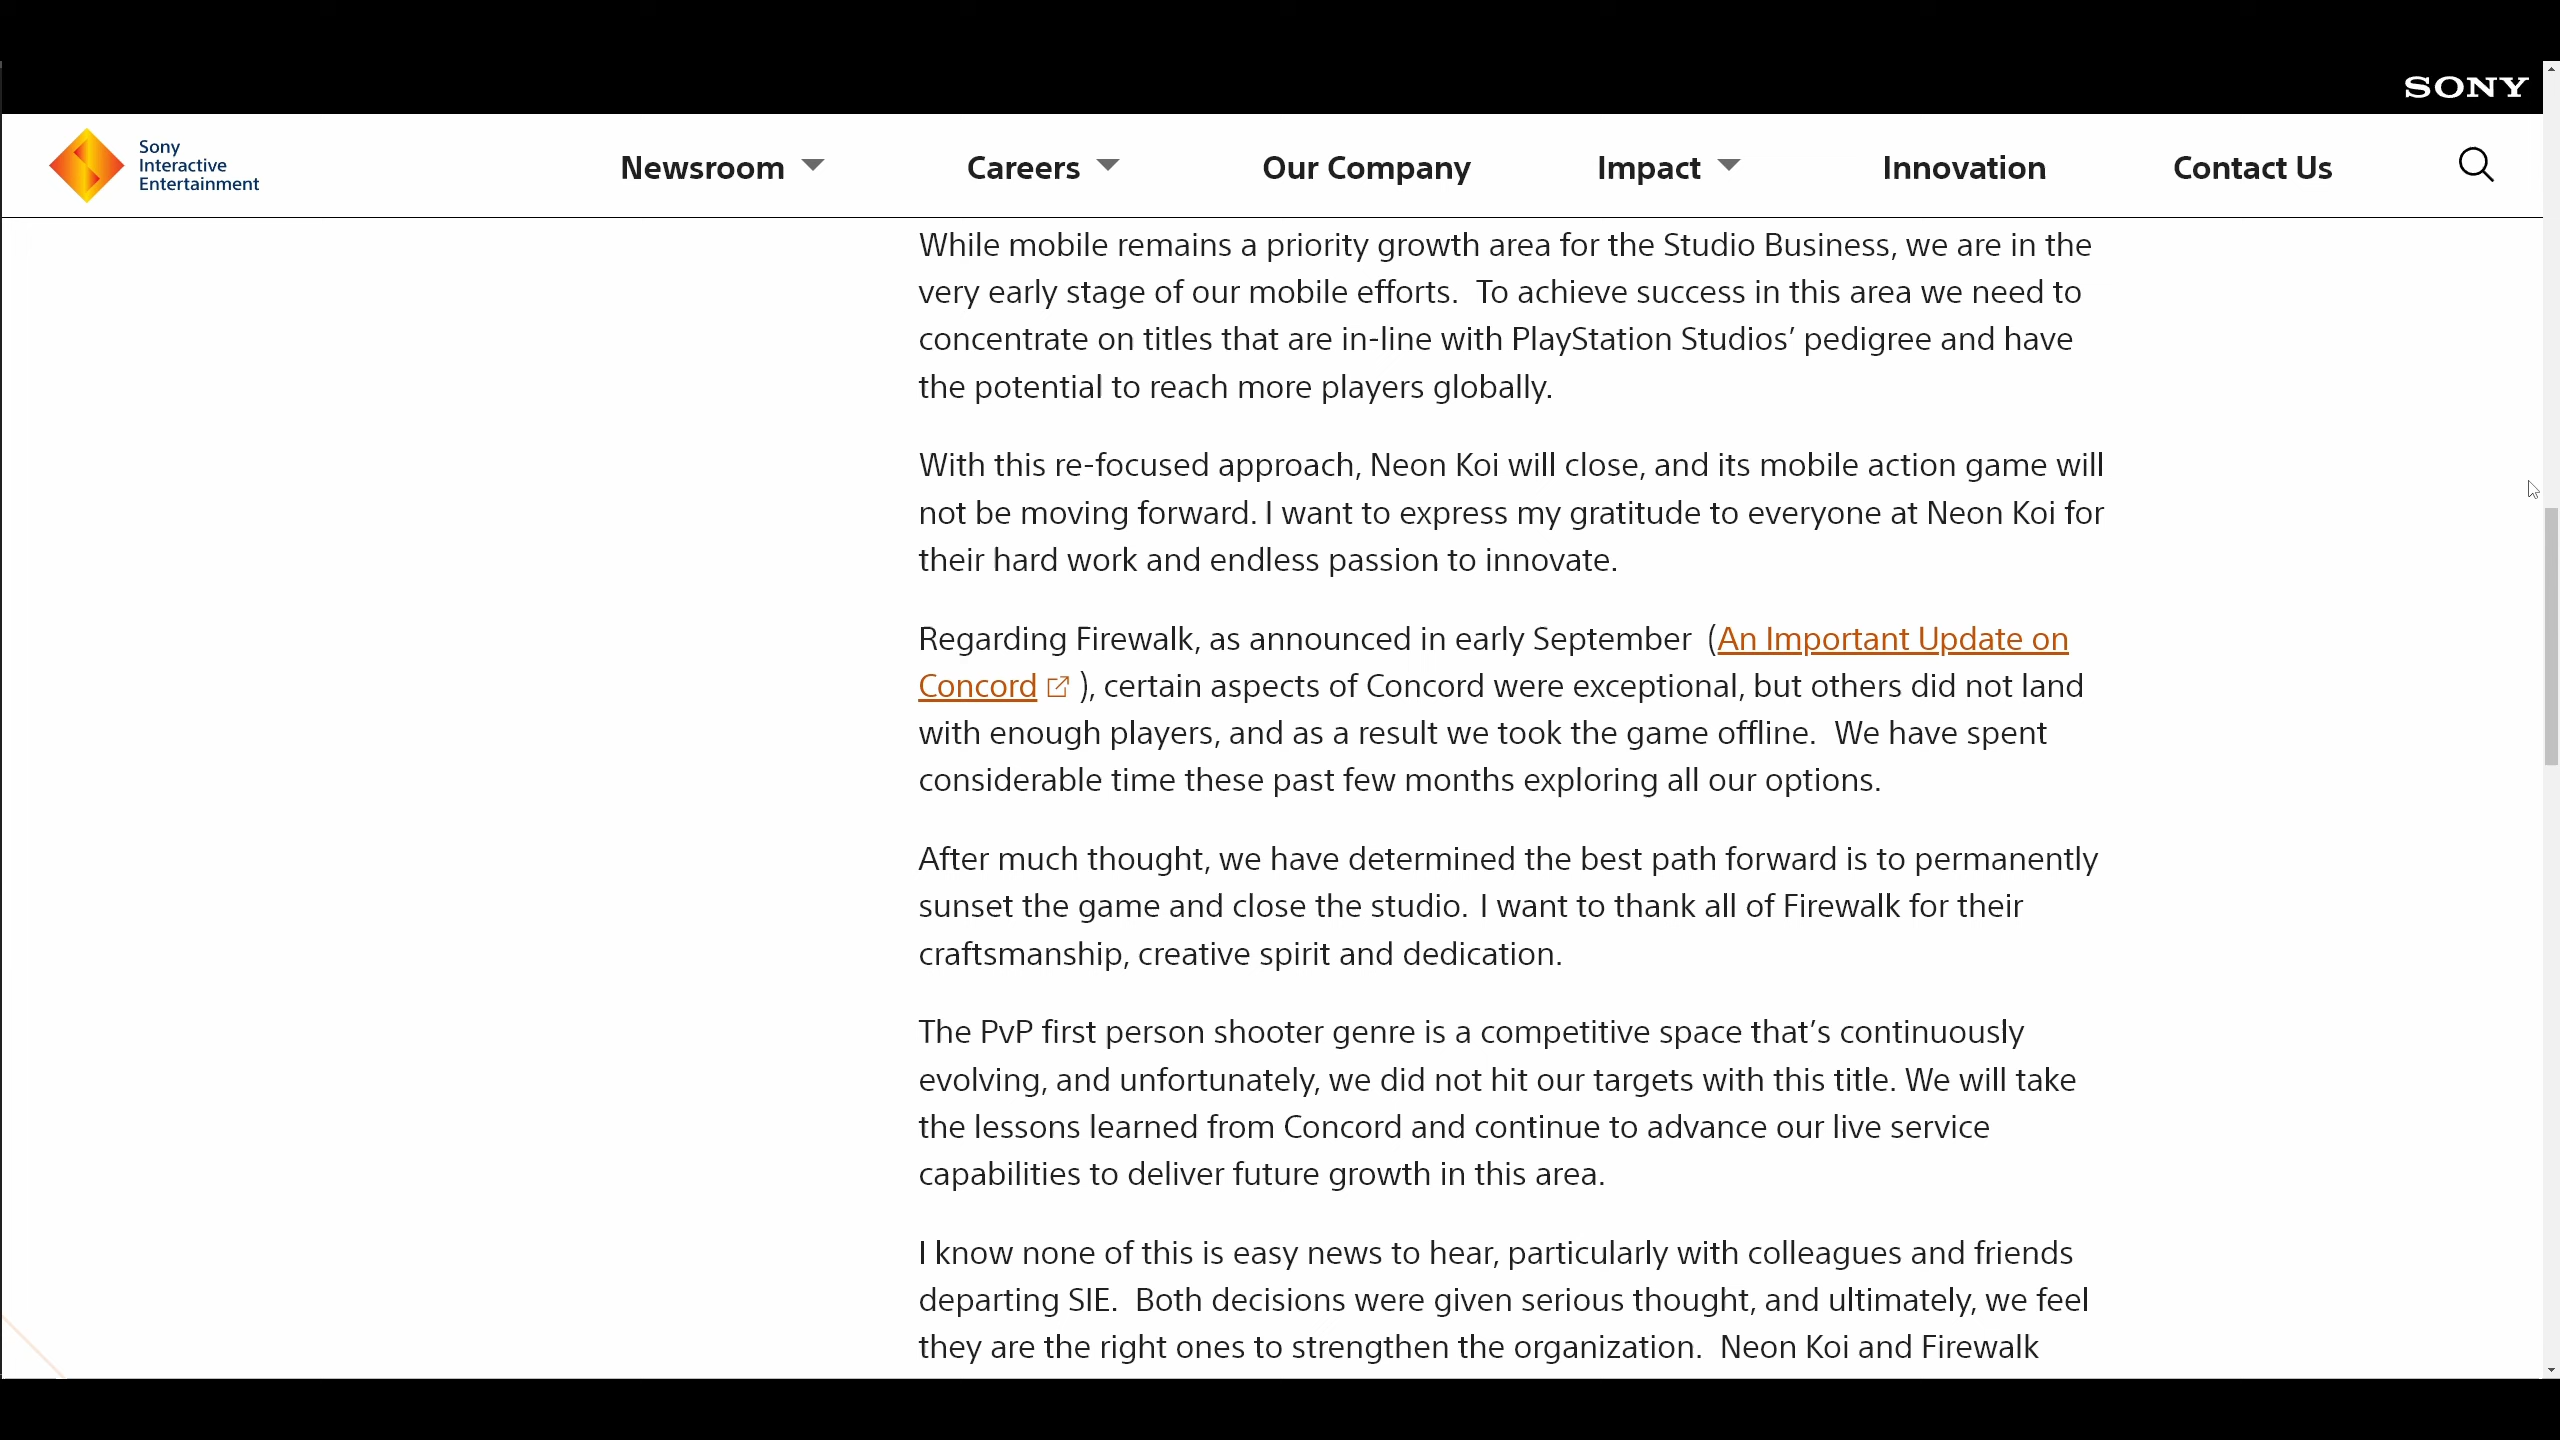 SONY
Sony
Interactive
Entertainment
Newsroom
Careers
Our Company
Impact
Innovation
Contact Us
While mobile remains a priority growth area for the Studio Business, we are in the
very early stage of our mobile efforts.  To achieve success in this area we need to
concentrate on titles that are in-line with PlayStation Studios’ pedigree and have
the potential to reach more players globally.
With this re-focused approach, Neon Koi will close, and its mobile action game will
not be moving forward. I want to express my gratitude to everyone at Neon Koi for
their hard work and endless passion to innovate.
Regarding Firewalk, as announced in early September  (An Important Update on
Concord ), certain aspects of Concord were exceptional, but others did not land
with enough players, and as a result we took the game offline.  We have spent
considerable time these past few months exploring all our options.
After much thought, we have determined the best path forward is to permanently
sunset the game and close the studio. I want to thank all of Firewalk for their
craftsmanship, creative spirit and dedication.
The PvP first person shooter genre is a competitive space that’s continuously
evolving, and unfortunately, we did not hit our targets with this title. We will take
the lessons learned from Concord and continue to advance our live service
capabilities to deliver future growth in this area.
I know none of this is easy news to hear, particularly with colleagues and friends
departing SIE.  Both decisions were given serious thought, and ultimately, we feel
they are the right ones to strengthen the organization.  Neon Koi and Firewalk